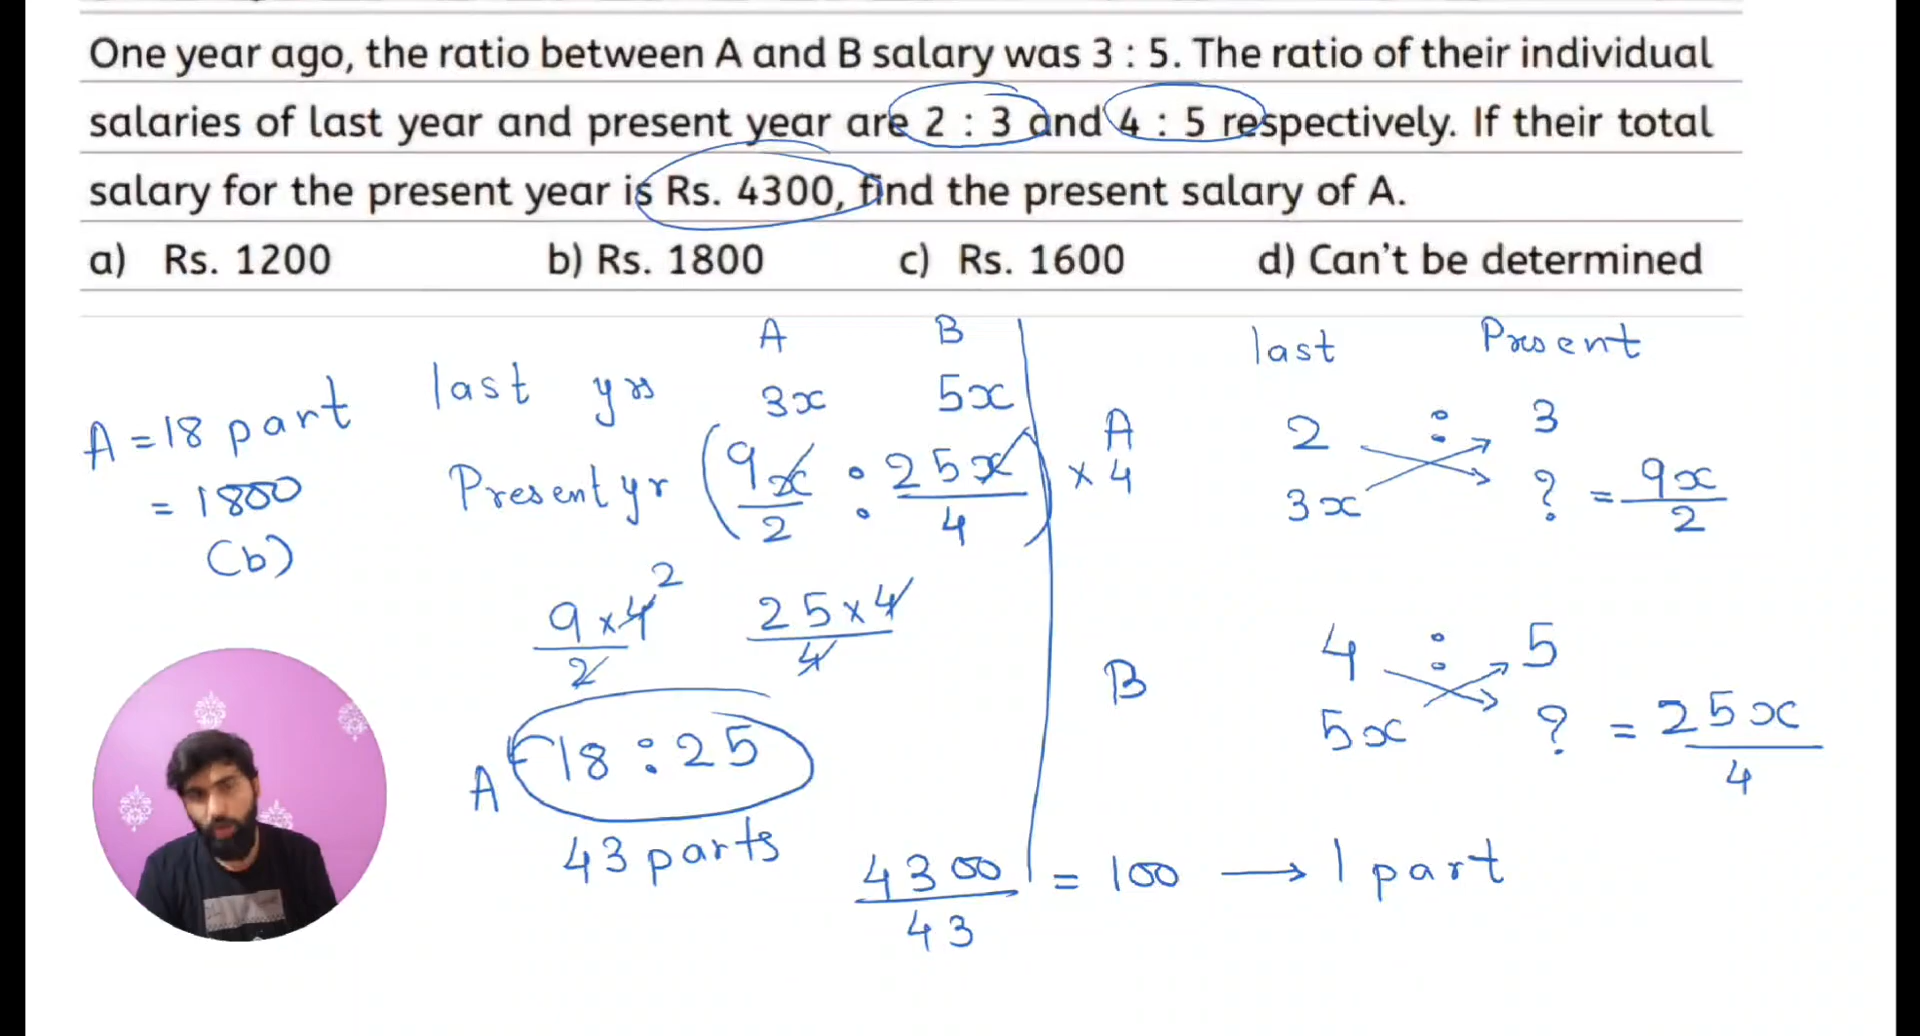 One year ago, the ratio between A and B salary was 3 : 5. The ratio of their individual
salaries of last year and present year are 2 : 3 and 4 : 5 respectively. If their total
salary for the present year is Rs. 4300, find the present salary of A.
a) Rs. 1200 b) Rs. 1800 c) Rs. 1600 d) Can't be determined
A B
last yrs 3x 5x
Present yr (9x/2 : 25x/4) × 4
9×4/2 2 25×4/4
A 18 : 25
43 parts
4300/43 = 100 → 1 part
A = 18 part
= 1800
(b)
last Present
A 2 : 3
3x ? = 9x/2
B 4 : 5
5x ? = 25x/4